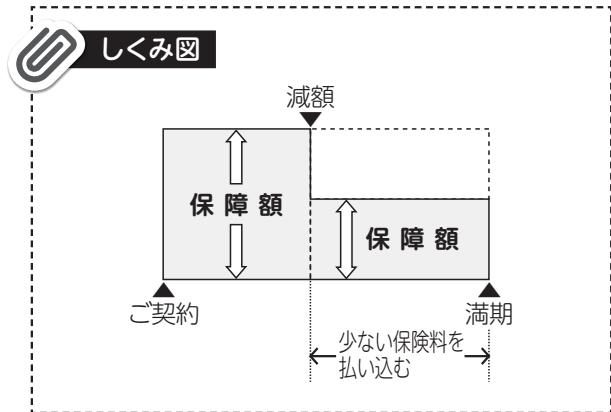 しくみ図
減額
保障額
保障額
ご契約
満期
少ない保険料を
払い込む